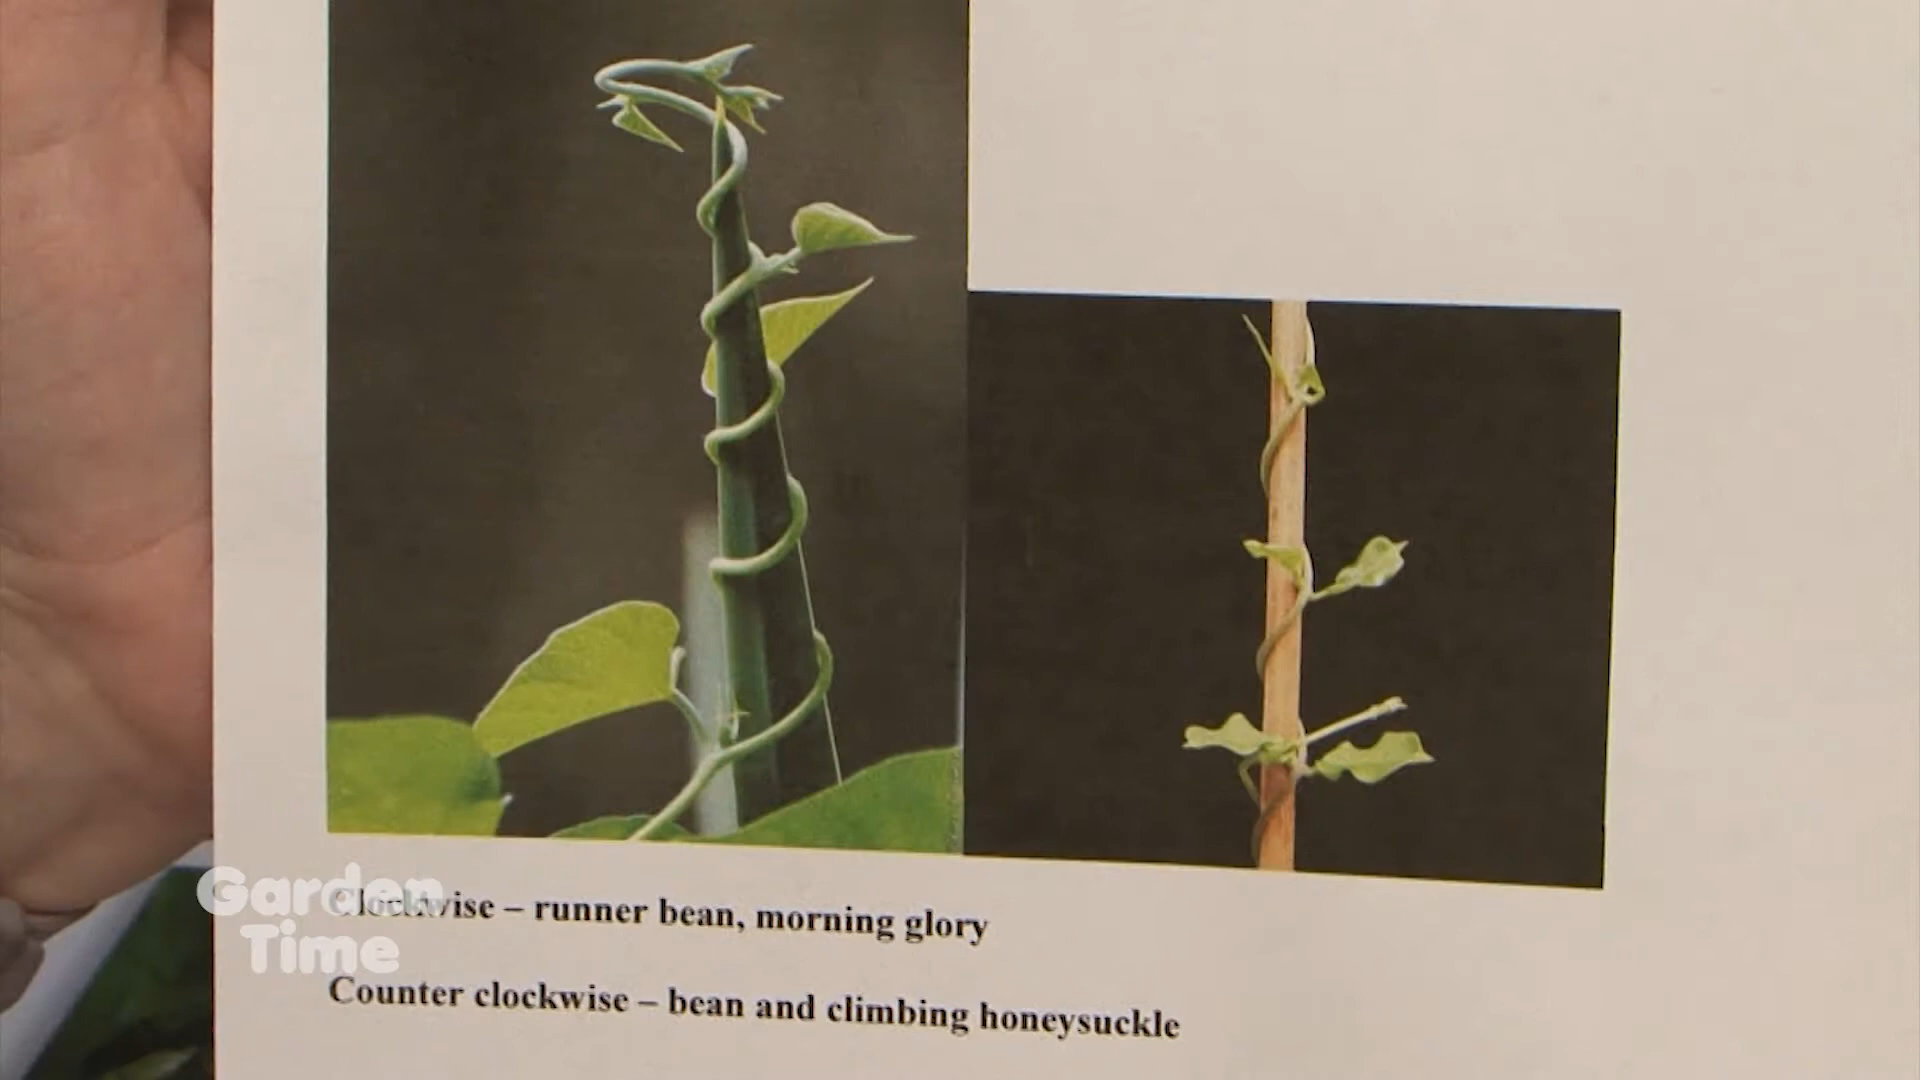 Clockwise – runner bean, morning glory
Garden
Time
Counter clockwise – bean and climbing honeysuckle